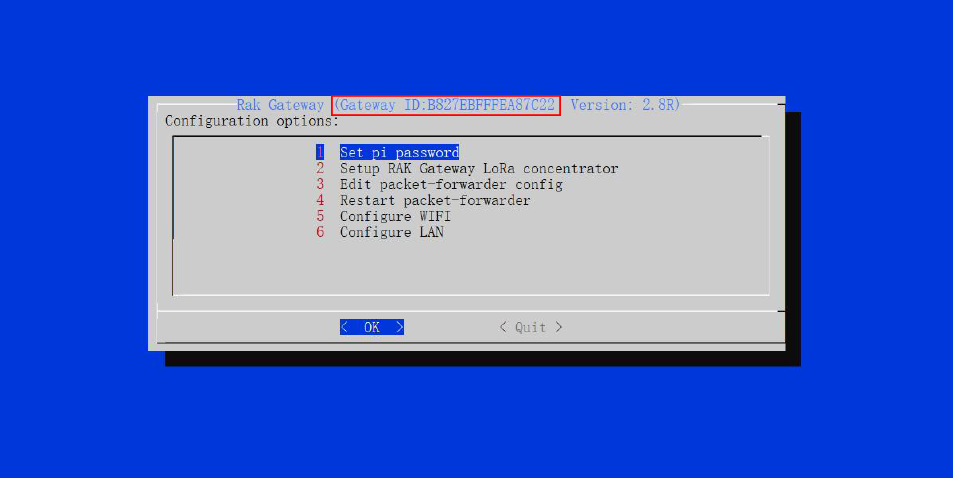 Rak Gateway (Gateway ID:B827EBFFFEA87C22 Version: 2.8R)
Configuration options:
1 Set pi password
2 Setup RAK Gateway LoRa concentrator
3 Edit packet-forwarder config
4 Restart packet-forwarder
5 Configure WIFI
6 Configure LAN
< OK > < Quit >